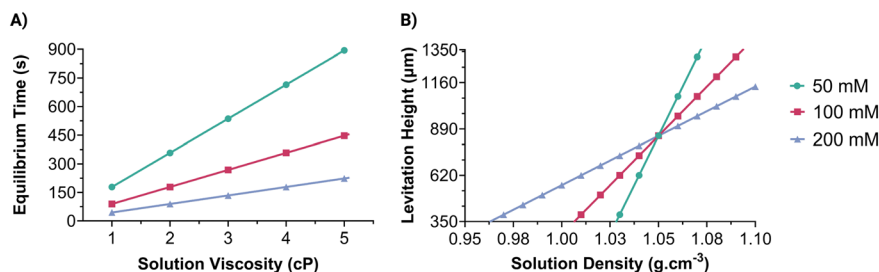 A)
Equilibrium Time (s)
900
750
600
450
300
150
0
1 2 3 4 5
Solution Viscosity (cP)
B)
Levitation Height (µm)
1350
1160
890
620
350
0.95 0.98 1.00 1.03 1.05 1.08 1.10
Solution Density (g.cm⁻³)
50 mM
100 mM
200 mM